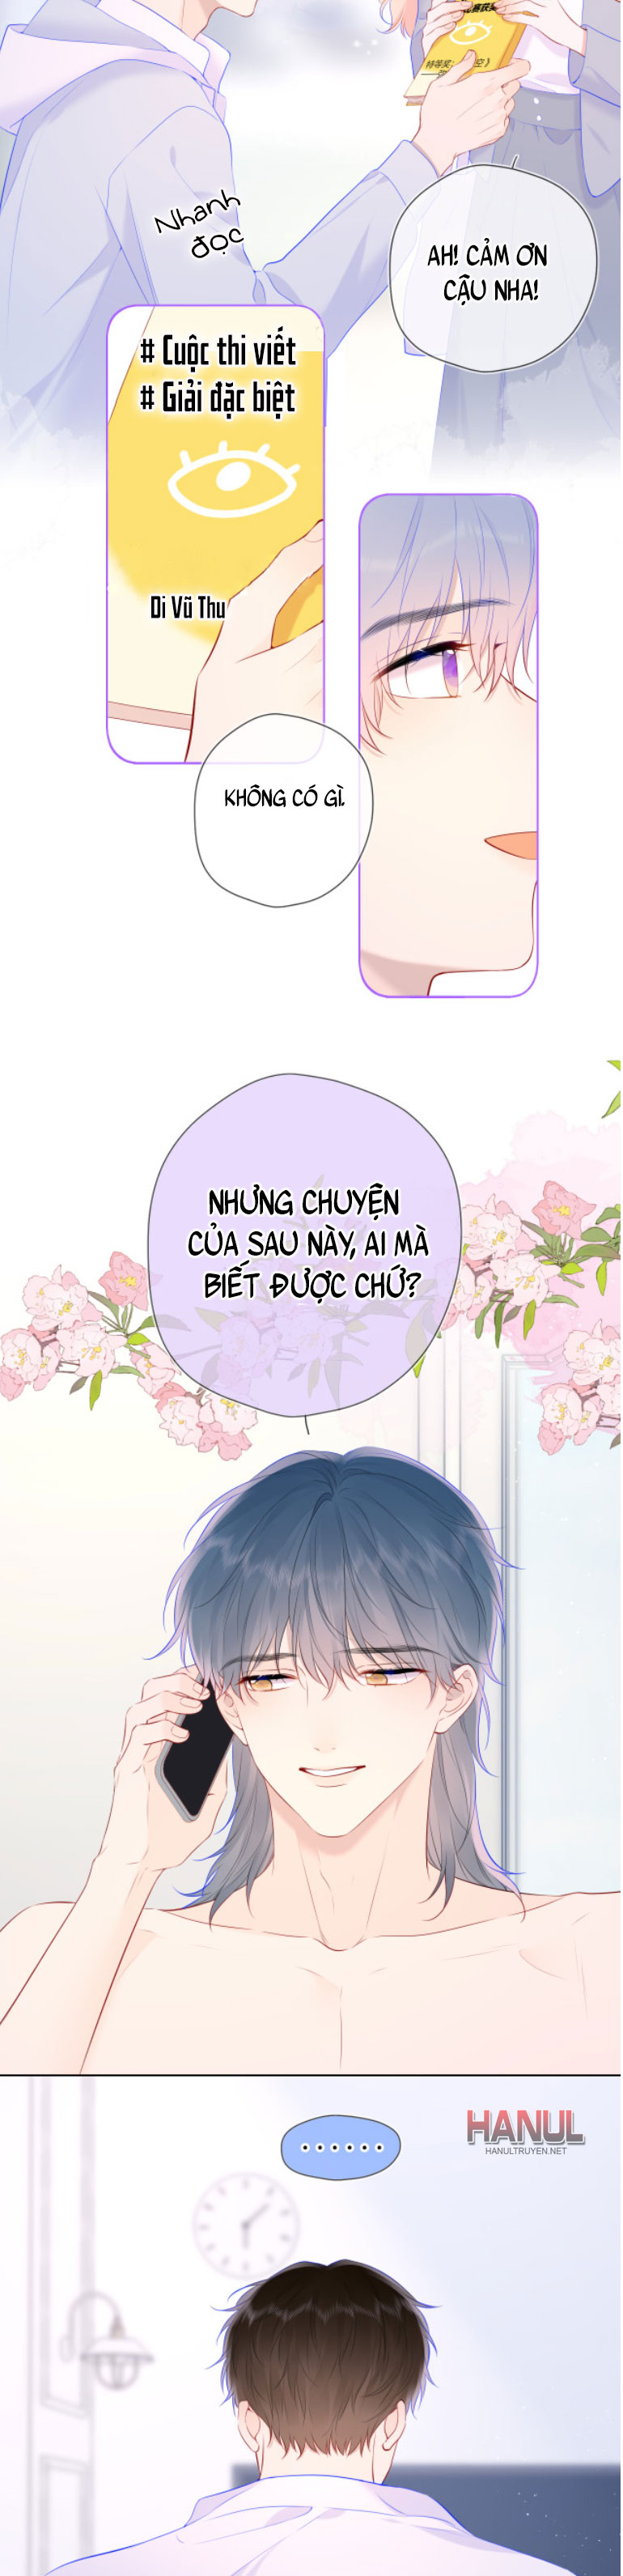 Nhanh
đọc
AH! CẢM ƠN
CẬU NHA!
# Cuộc thi viết
# Giải đặc biệt
Di Vũ Thu
KHÔNG CÓ GÌ.
NHƯNG CHUYỆN
CỦA SAU NÀY, AI MÀ
BIẾT ĐƯỢC CHỨ?
HANUL
HANULTRUYEN.NET
......